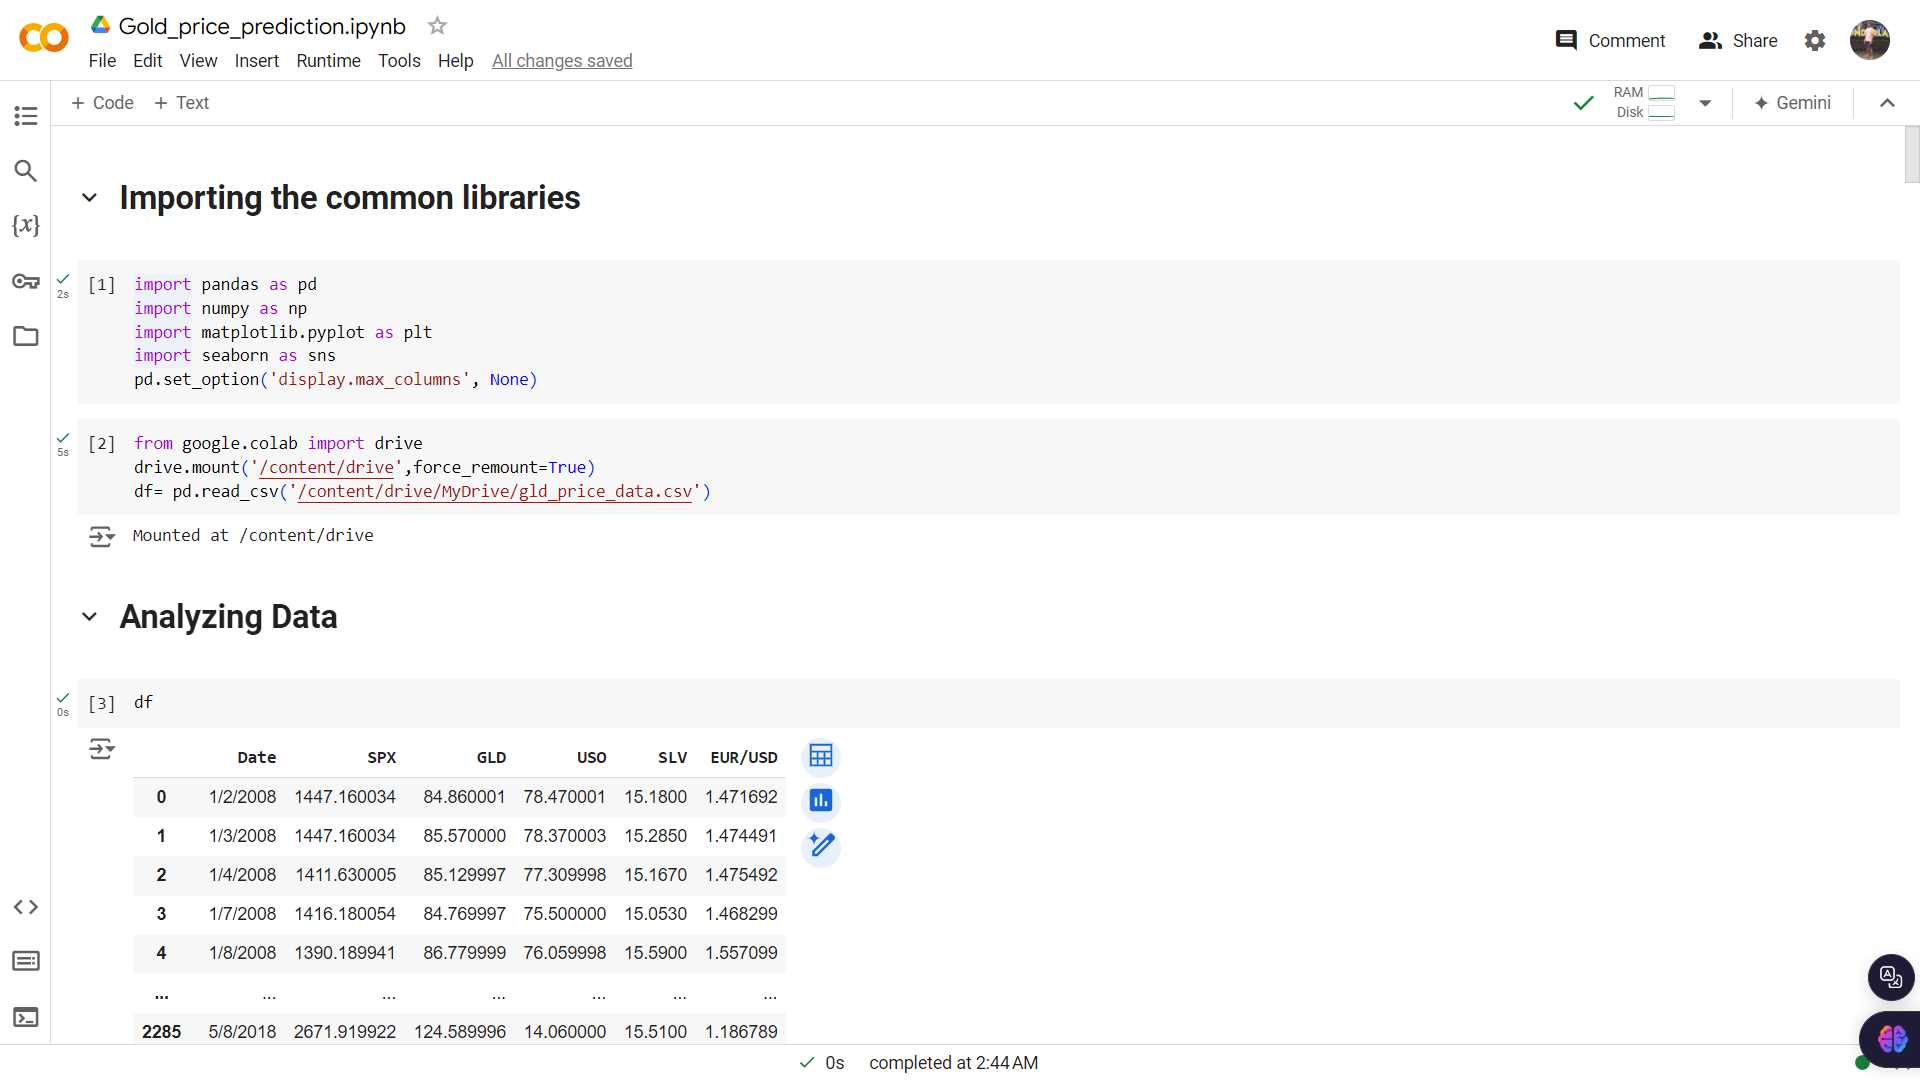 Gold_price_prediction.ipynb
File Edit View Insert Runtime Tools Help All changes saved
Comment Share
+ Code + Text
RAM
Disk
Gemini
{x}
Importing the common libraries
2s
[1] import pandas as pd
import numpy as np
import matplotlib.pyplot as plt
import seaborn as sns
pd.set_option('display.max_columns', None)
5s
[2] from google.colab import drive
drive.mount('/content/drive',force_remount=True)
df= pd.read_csv('/content/drive/MyDrive/gld_price_data.csv')
Mounted at /content/drive
Analyzing Data
0s
[3] df
Date SPX GLD USO SLV EUR/USD
0 1/2/2008 1447.160034 84.860001 78.470001 15.1800 1.471692
1 1/3/2008 1447.160034 85.570000 78.370003 15.2850 1.474491
2 1/4/2008 1411.630005 85.129997 77.309998 15.1670 1.475492
3 1/7/2008 1416.180054 84.769997 75.500000 15.0530 1.468299
4 1/8/2008 1390.189941 86.779999 76.059998 15.5900 1.557099
... ... ... ... ... ... ...
2285 5/8/2018 2671.919922 124.589996 14.060000 15.5100 1.186789
0s completed at 2:44 AM